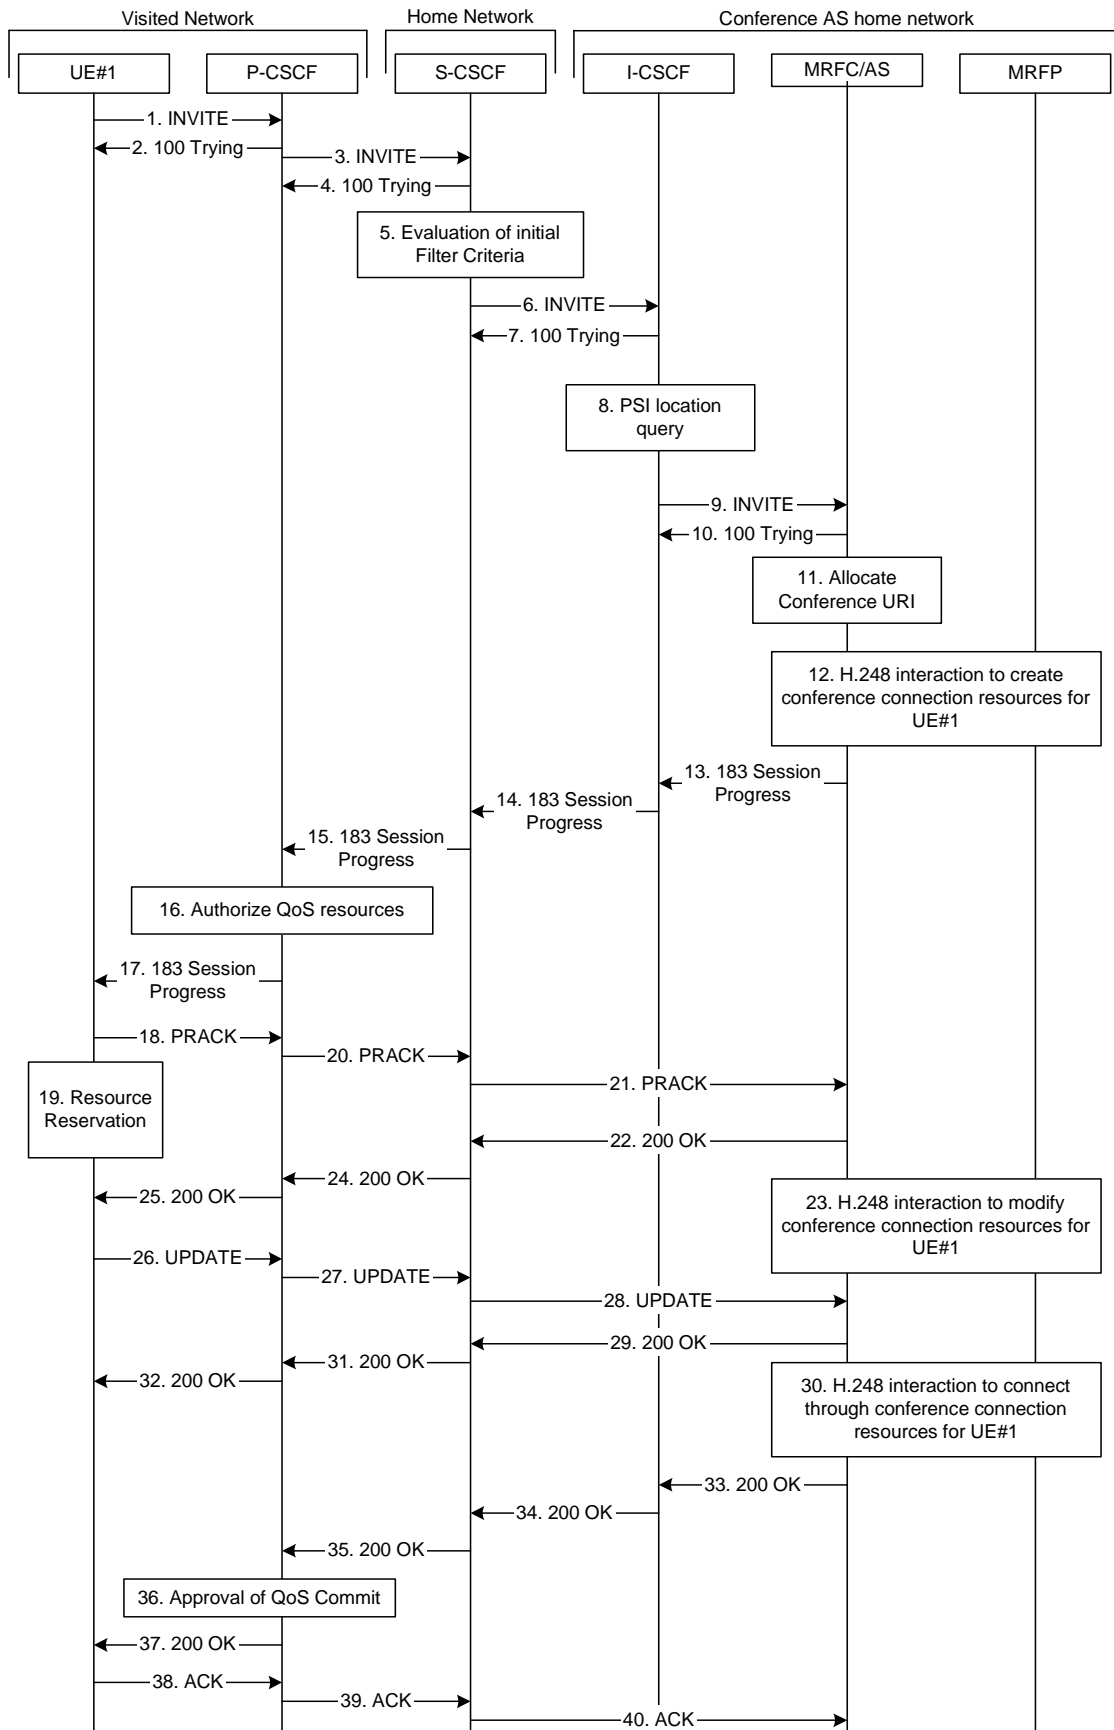 Visited Network
Home Network
Conference AS home network
UE#1
P-CSCF
S-CSCF
I-CSCF
MRFC/AS
MRFP
1. INVITE
2. 100 Trying
3. INVITE
4. 100 Trying
5. Evaluation of initial
Filter Criteria
6. INVITE
7. 100 Trying
8. PSI location
query
9. INVITE
10. 100 Trying
11. Allocate
Conference URI
12. H.248 interaction to create
conference connection resources for
UE#1
13. 183 Session
Progress
14. 183 Session
Progress
15. 183 Session
Progress
16. Authorize QoS resources
17. 183 Session
Progress
18. PRACK
20. PRACK
19. Resource
Reservation
21. PRACK
22. 200 OK
24. 200 OK
25. 200 OK
23. H.248 interaction to modify
conference connection resources for
UE#1
26. UPDATE
27. UPDATE
28. UPDATE
29. 200 OK
31. 200 OK
32. 200 OK
30. H.248 interaction to connect
through conference connection
resources for UE#1
33. 200 OK
34. 200 OK
35. 200 OK
36. Approval of QoS Commit
37. 200 OK
38. ACK
39. ACK
40. ACK